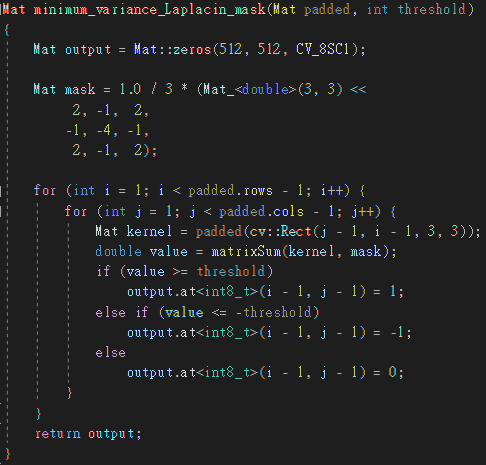 Mat minimum_variance_Laplacin_mask(Mat padded, int threshold)
{
    Mat output = Mat::zeros(512, 512, CV_8SC1);
    Mat mask = 1.0 / 3 * (Mat_<double>(3, 3) <<
         2, -1,  2,
        -1, -4, -1,
         2, -1,  2);
    for (int i = 1; i < padded.rows - 1; i++) {
        for (int j = 1; j < padded.cols - 1; j++) {
            Mat kernel = padded(cv::Rect(j - 1, i - 1, 3, 3));
            double value = matrixSum(kernel, mask);
            if (value >= threshold)
                output.at<int8_t>(i - 1, j - 1) = 1;
            else if (value <= -threshold)
                output.at<int8_t>(i - 1, j - 1) = -1;
            else
                output.at<int8_t>(i - 1, j - 1) = 0;
        }
    }
    return output;
}